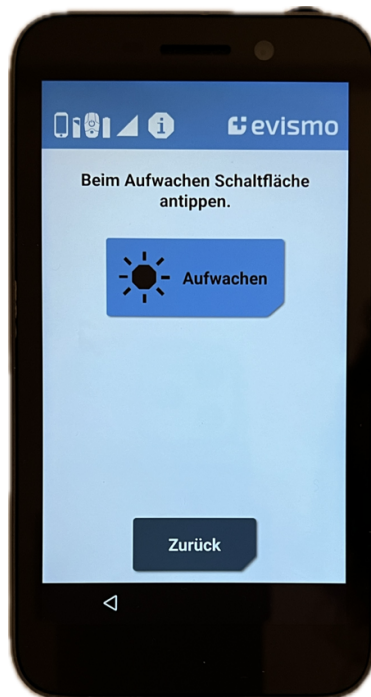 evismo
Beim Aufwachen Schaltfläche
antippen.
Aufwachen
Zurück